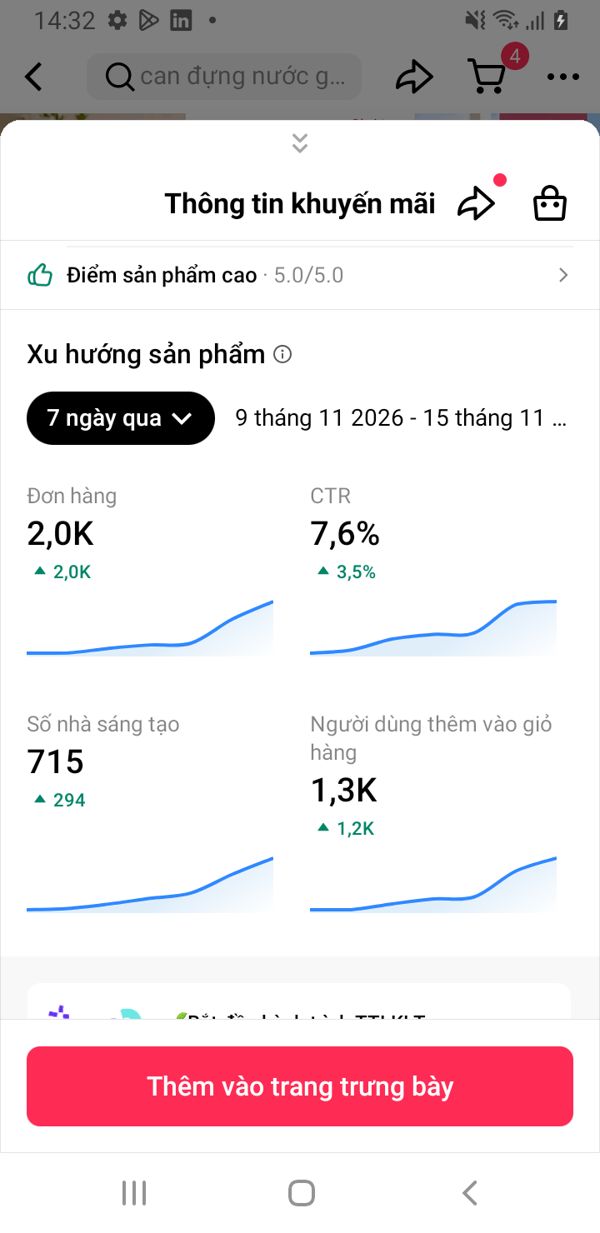 14:32
can đựng nước g...
4
Thông tin khuyến mãi
Điểm sản phẩm cao · 5.0/5.0
Xu hướng sản phẩm
7 ngày qua
9 tháng 11 2026 - 15 tháng 11 ...
Đơn hàng
2,0K
2,0K
CTR
7,6%
3,5%
Số nhà sáng tạo
715
294
Người dùng thêm vào giỏ
hàng
1,3K
1,2K
Thêm vào trang trưng bày